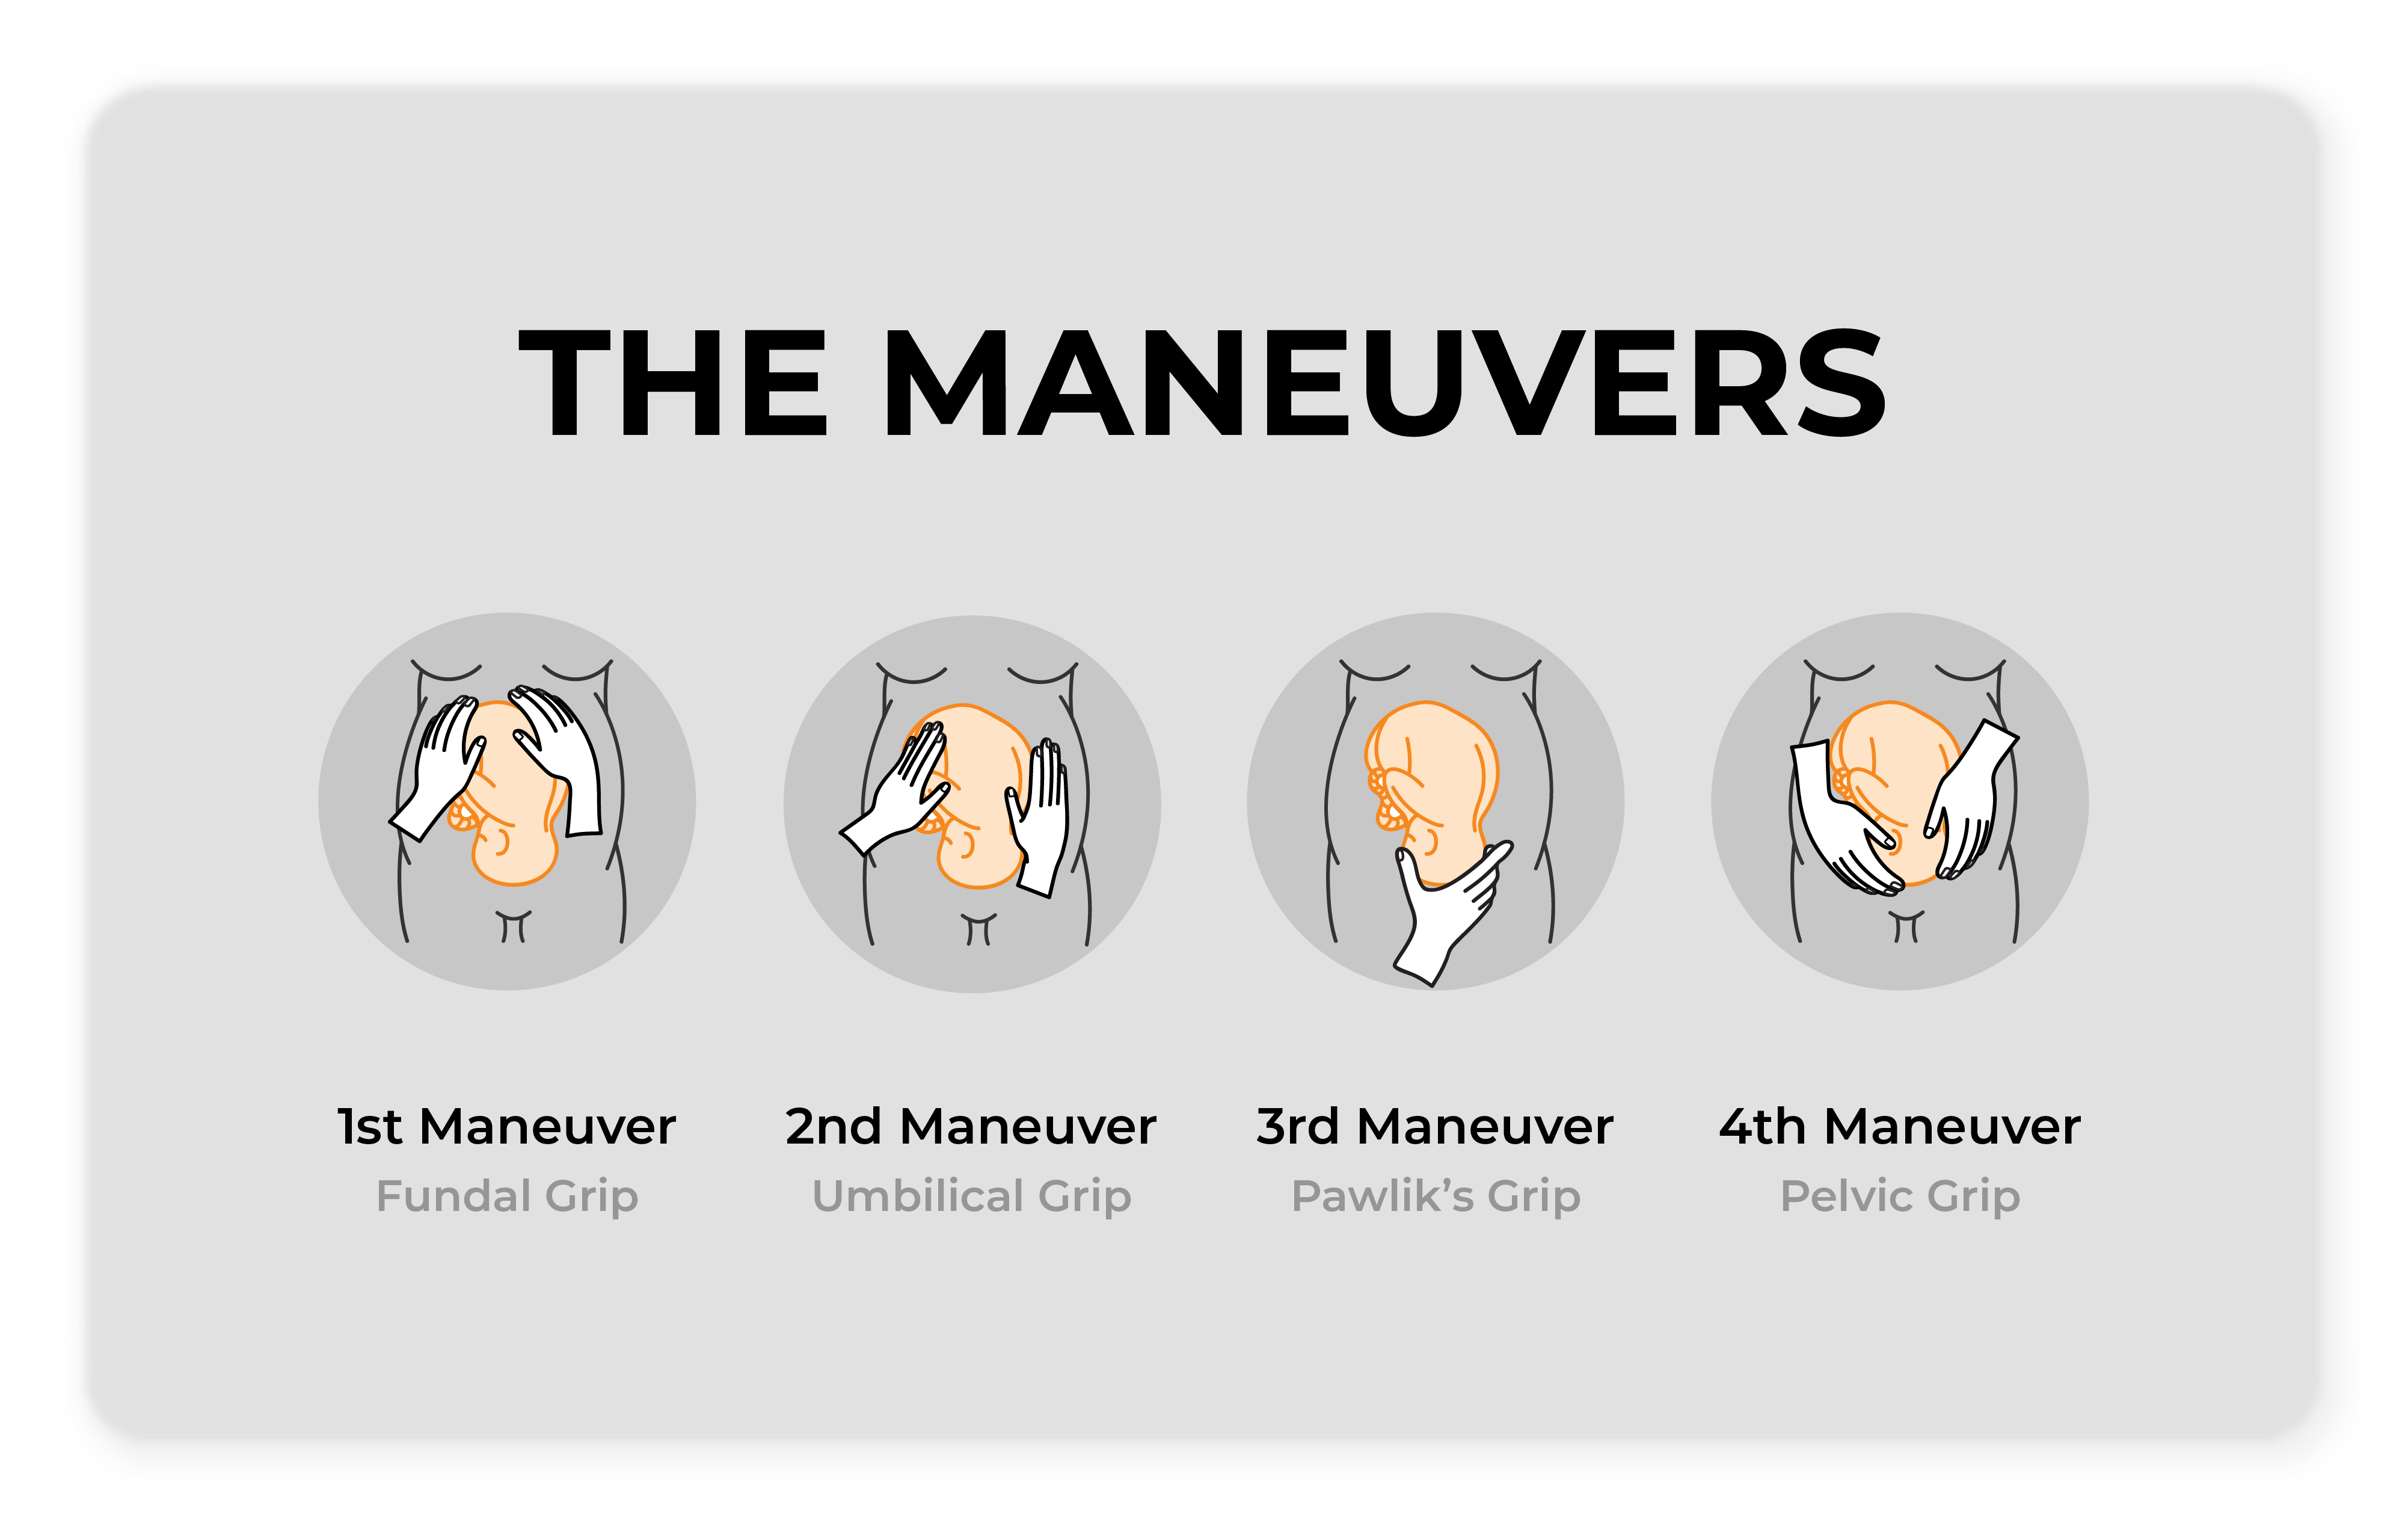 THE MANEUVERS
1st Maneuver
Fundal Grip
2nd Maneuver
Umbilical Grip
3rd Maneuver
Pawlik’s Grip
4th Maneuver
Pelvic Grip